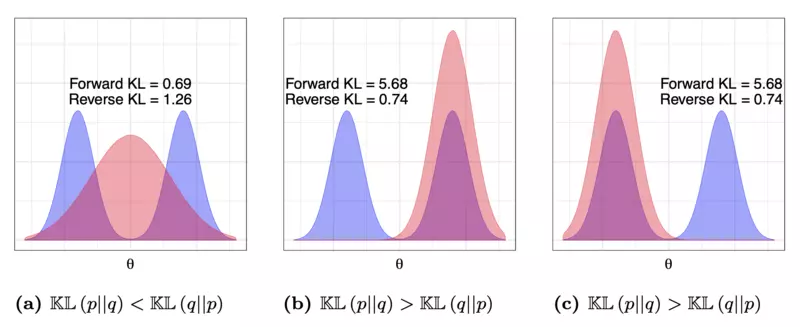 Forward KL = 0.69
Reverse KL = 1.26
θ
(a) 𝕂𝕃 (p||q) < 𝕂𝕃 (q||p)
Forward KL = 5.68
Reverse KL = 0.74
θ
(b) 𝕂𝕃 (p||q) > 𝕂𝕃 (q||p)
Forward KL = 5.68
Reverse KL = 0.74
θ
(c) 𝕂𝕃 (p||q) > 𝕂𝕃 (q||p)